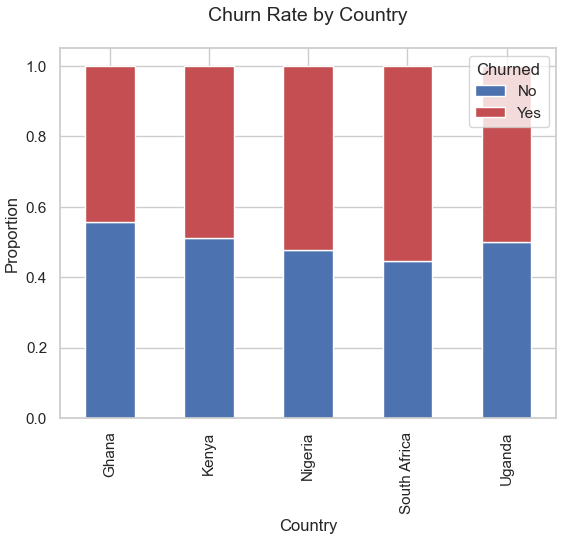 Churn Rate by Country
Churned
No
Yes
Proportion
1.0
0.8
0.6
0.4
0.2
0.0
Ghana
Kenya
Nigeria
South Africa
Uganda
Country